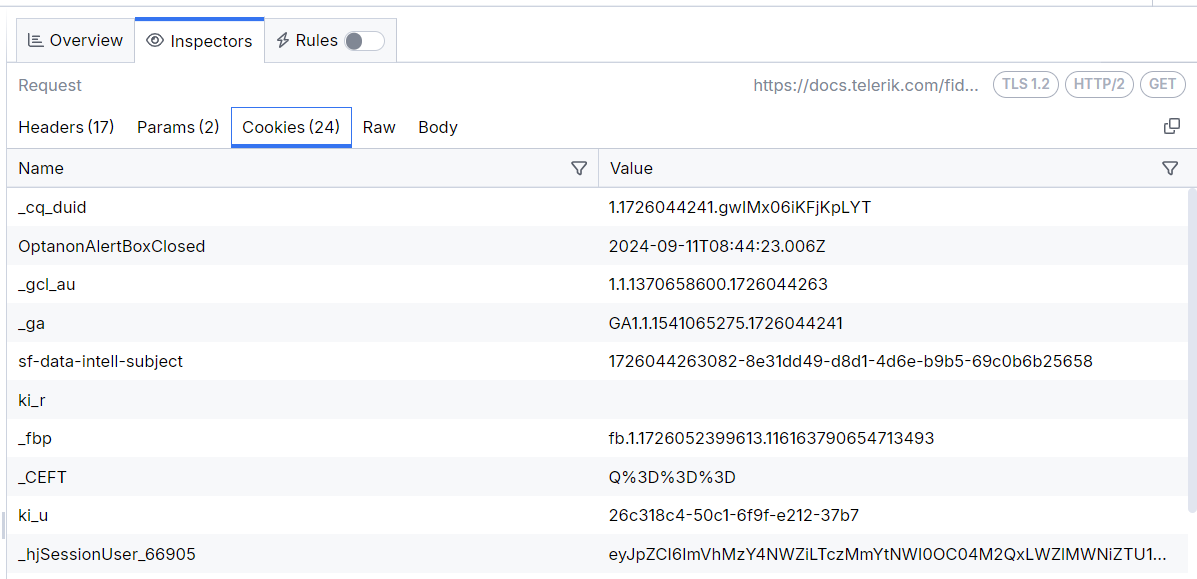 Overview Inspectors Rules
Request https://docs.telerik.com/fid... TLS 1.2 HTTP/2 GET
Headers (17) Params (2) Cookies (24) Raw Body
Name Value
_cq_duid 1.1726044241.gwIMx06iKFjKpLYT
OptanonAlertBoxClosed 2024-09-11T08:44:23.006Z
_gcl_au 1.1.1370658600.1726044263
_ga GA1.1.1541065275.1726044241
sf-data-intell-subject 1726044263082-8e31dd49-d8d1-4d6e-b9b5-69c0b6b25658
ki_r
_fbp fb.1.1726052399613.116163790654713493
_CEFT Q%3D%3D%3D
ki_u 26c318c4-50c1-6f9f-e212-37b7
_hjSessionUser_66905 eyJpZCI6ImVhMzY4NWZiLTczMmYtNWI0OC04M2QxLWZlMWNiZTU1...